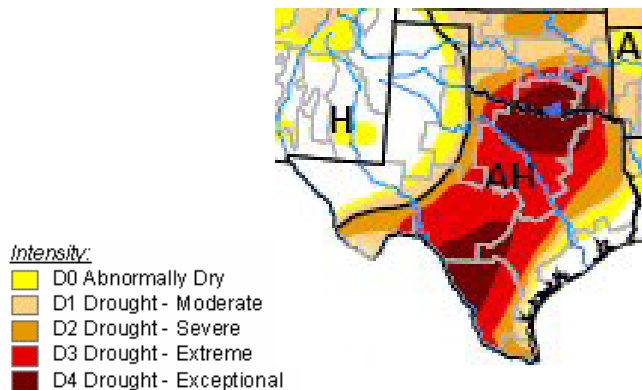 A
H
AH
Intensity:
D0 Abnormally Dry
D1 Drought - Moderate
D2 Drought - Severe
D3 Drought - Extreme
D4 Drought - Exceptional